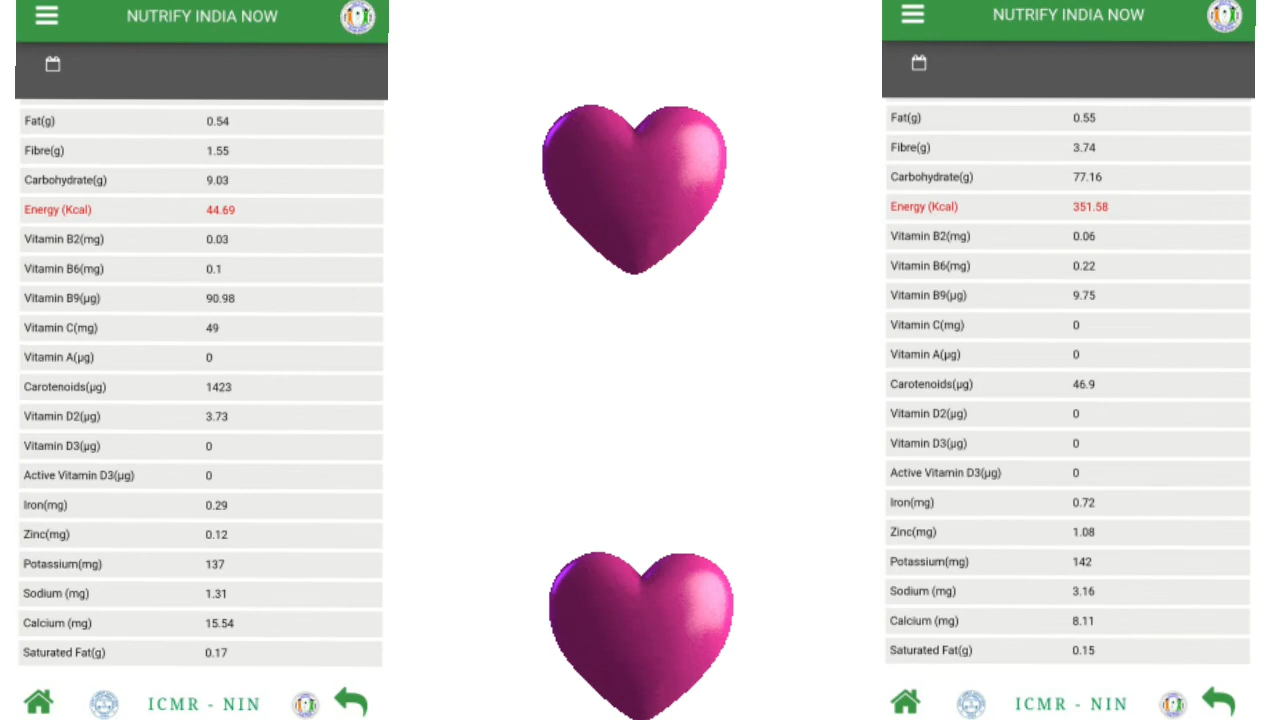 NUTRIFY INDIA NOW
Fat(g) 0.54
Fibre(g) 1.55
Carbohydrate(g) 9.03
Energy (Kcal) 44.69
Vitamin B2(mg) 0.03
Vitamin B6(mg) 0.1
Vitamin B9(µg) 90.98
Vitamin C(mg) 49
Vitamin A(µg) 0
Carotenoids(µg) 1423
Vitamin D2(µg) 3.73
Vitamin D3(µg) 0
Active Vitamin D3(µg) 0
Iron(mg) 0.29
Zinc(mg) 0.12
Potassium(mg) 137
Sodium (mg) 1.31
Calcium (mg) 15.54
Saturated Fat(g) 0.17
ICMR - NIN
NUTRIFY INDIA NOW
Fat(g) 0.55
Fibre(g) 3.74
Carbohydrate(g) 77.16
Energy (Kcal) 351.58
Vitamin B2(mg) 0.06
Vitamin B6(mg) 0.22
Vitamin B9(µg) 9.75
Vitamin C(mg) 0
Vitamin A(µg) 0
Carotenoids(µg) 46.9
Vitamin D2(µg) 0
Vitamin D3(µg) 0
Active Vitamin D3(µg) 0
Iron(mg) 0.72
Zinc(mg) 1.08
Potassium(mg) 142
Sodium (mg) 3.16
Calcium (mg) 8.11
Saturated Fat(g) 0.15
ICMR - NIN